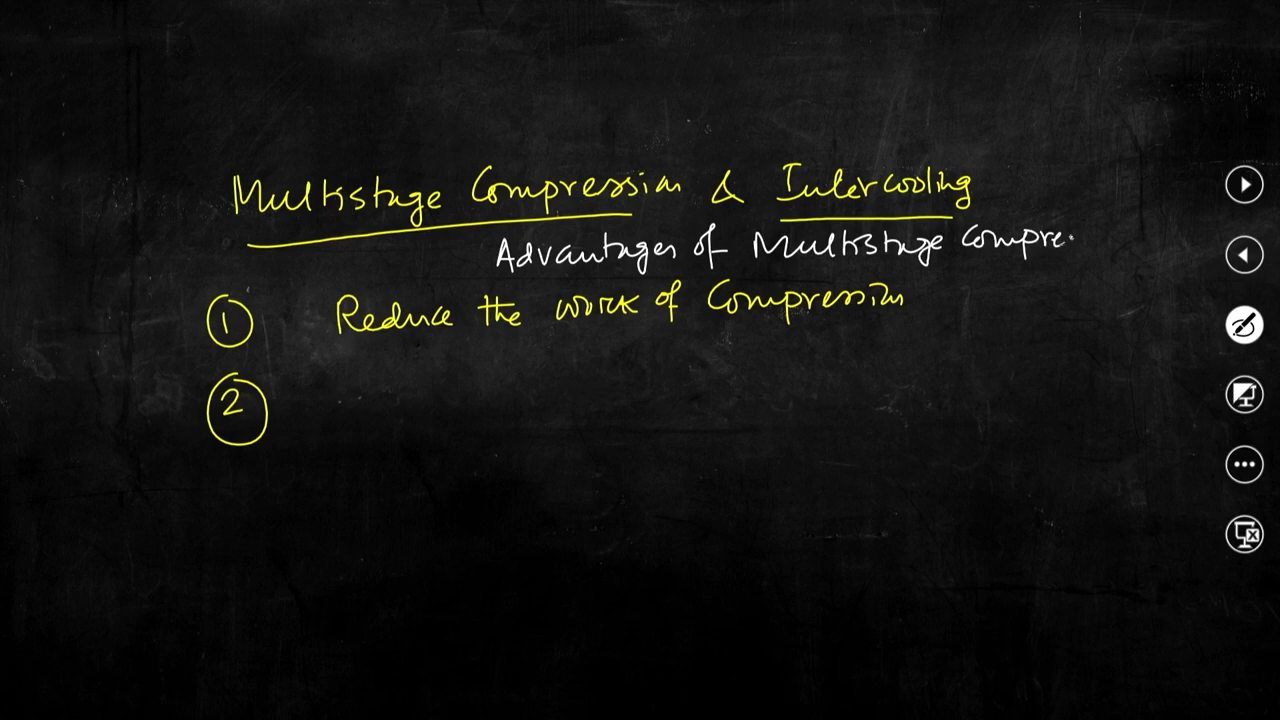 Multistage Compression & Intercooling
Advantages of Multistage Compre.
1 Reduce the work of Compression
2